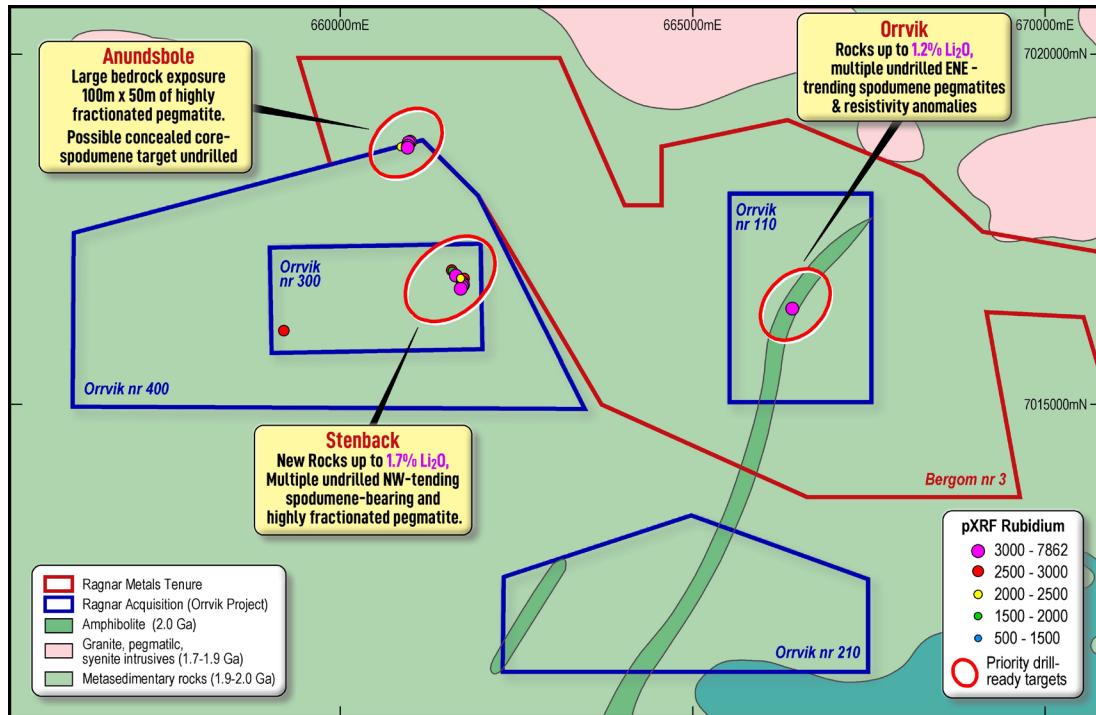 660000mE
665000mE
670000mE
7020000mN
7015000mN
Anundsbole
Large bedrock exposure
100m x 50m of highly
fractionated pegmatite.
Possible concealed core-
spodumene target undrilled
Orrvik
Rocks up to 1.2% Li₂O,
multiple undrilled ENE -
trending spodumene pegmatites
& resistivity anomalies
Orrvik
nr 110
Orrvik
nr 300
Orrvik nr 400
Stenback
New Rocks up to 1.7% Li₂O,
Multiple undrilled NW-tending
spodumene-bearing and
highly fractionated pegmatite.
Bergom nr 3
Orrvik nr 210
Ragnar Metals Tenure
Ragnar Acquisition (Orrvik Project)
Amphibolite (2.0 Ga)
Granite, pegmatilc,
syenite intrusives (1.7-1.9 Ga)
Metasedimentary rocks (1.9-2.0 Ga)
pXRF Rubidium
3000 - 7862
2500 - 3000
2000 - 2500
1500 - 2000
500 - 1500
Priority drill-
ready targets